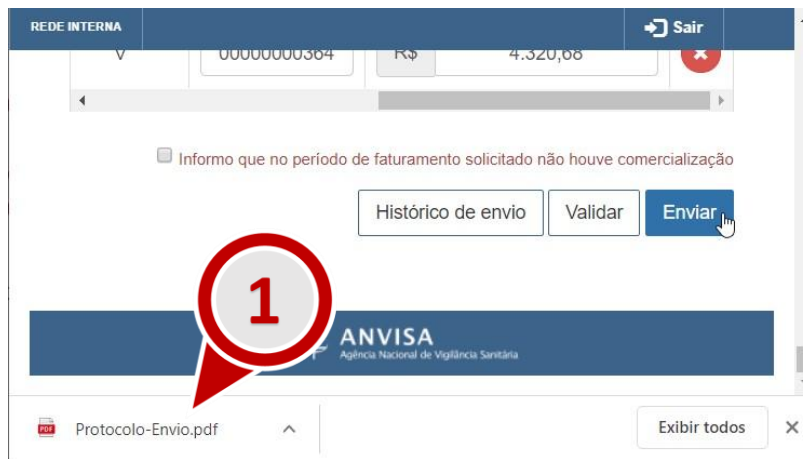 REDE INTERNA
Sair
V 00000000364 R$ 4.320,68
Informo que no período de faturamento solicitado não houve comercialização
Histórico de envio Validar Enviar
1
ANVISA
Agência Nacional de Vigilância Sanitária
PDF Protocolo-Envio.pdf
Exibir todos